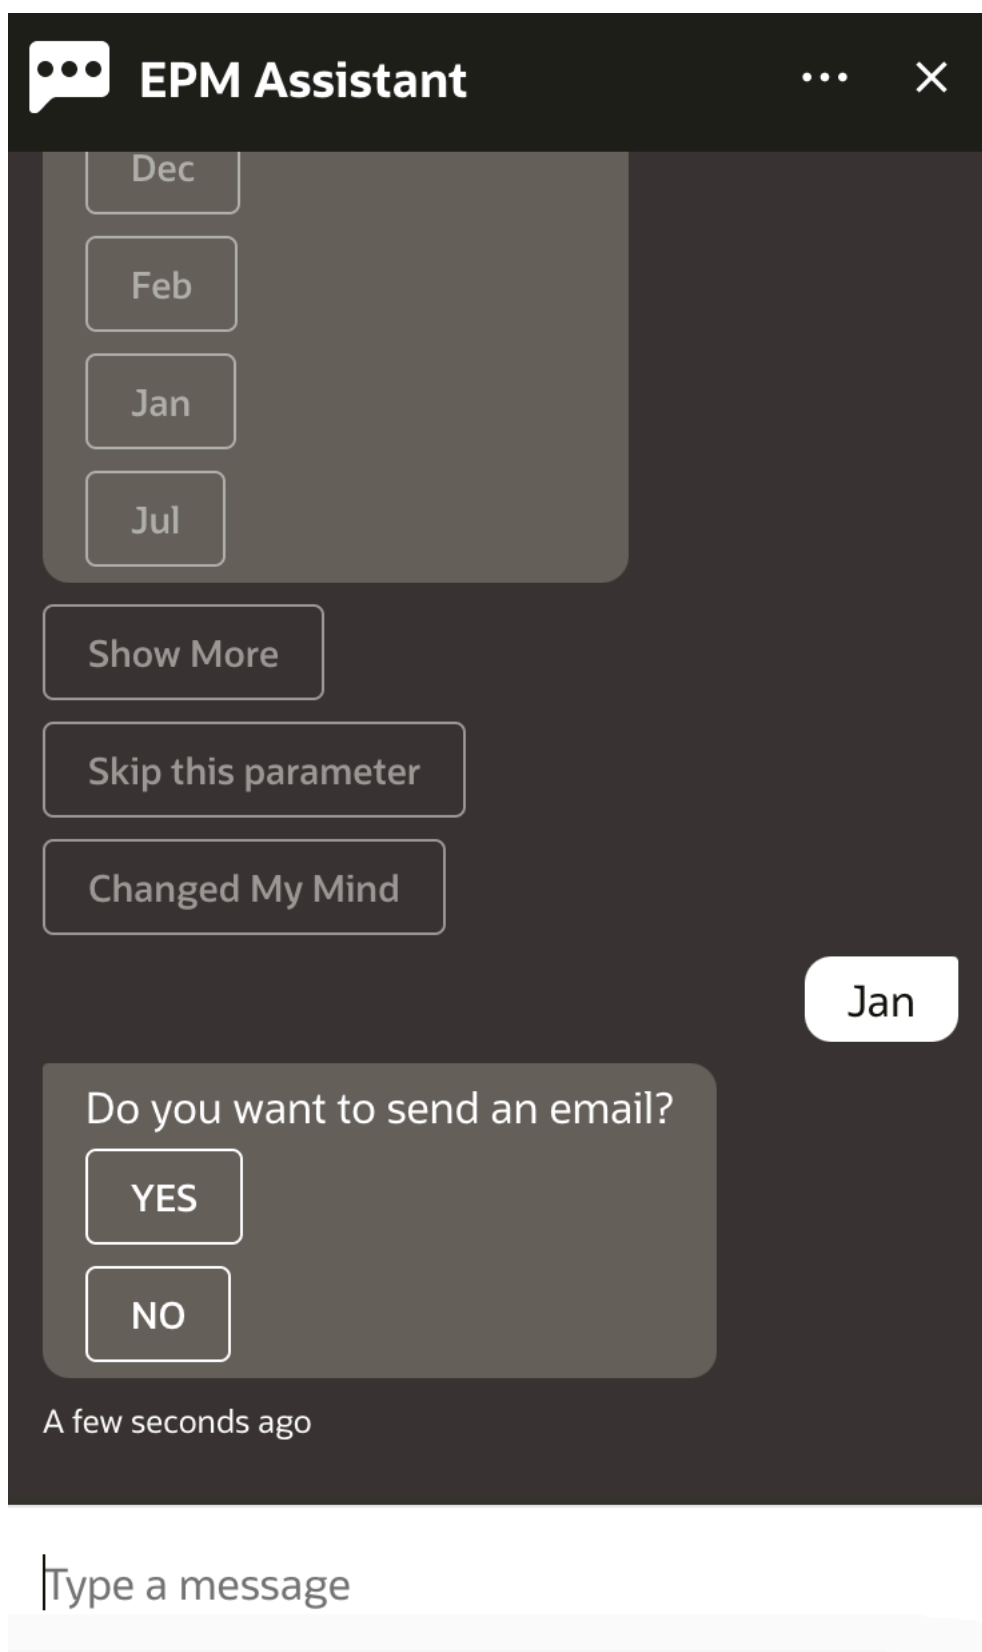 EPM Assistant
Dec
Feb
Jan
Jul
Show More
Skip this parameter
Changed My Mind
Jan
Do you want to send an email?
YES
NO
A few seconds ago
Type a message